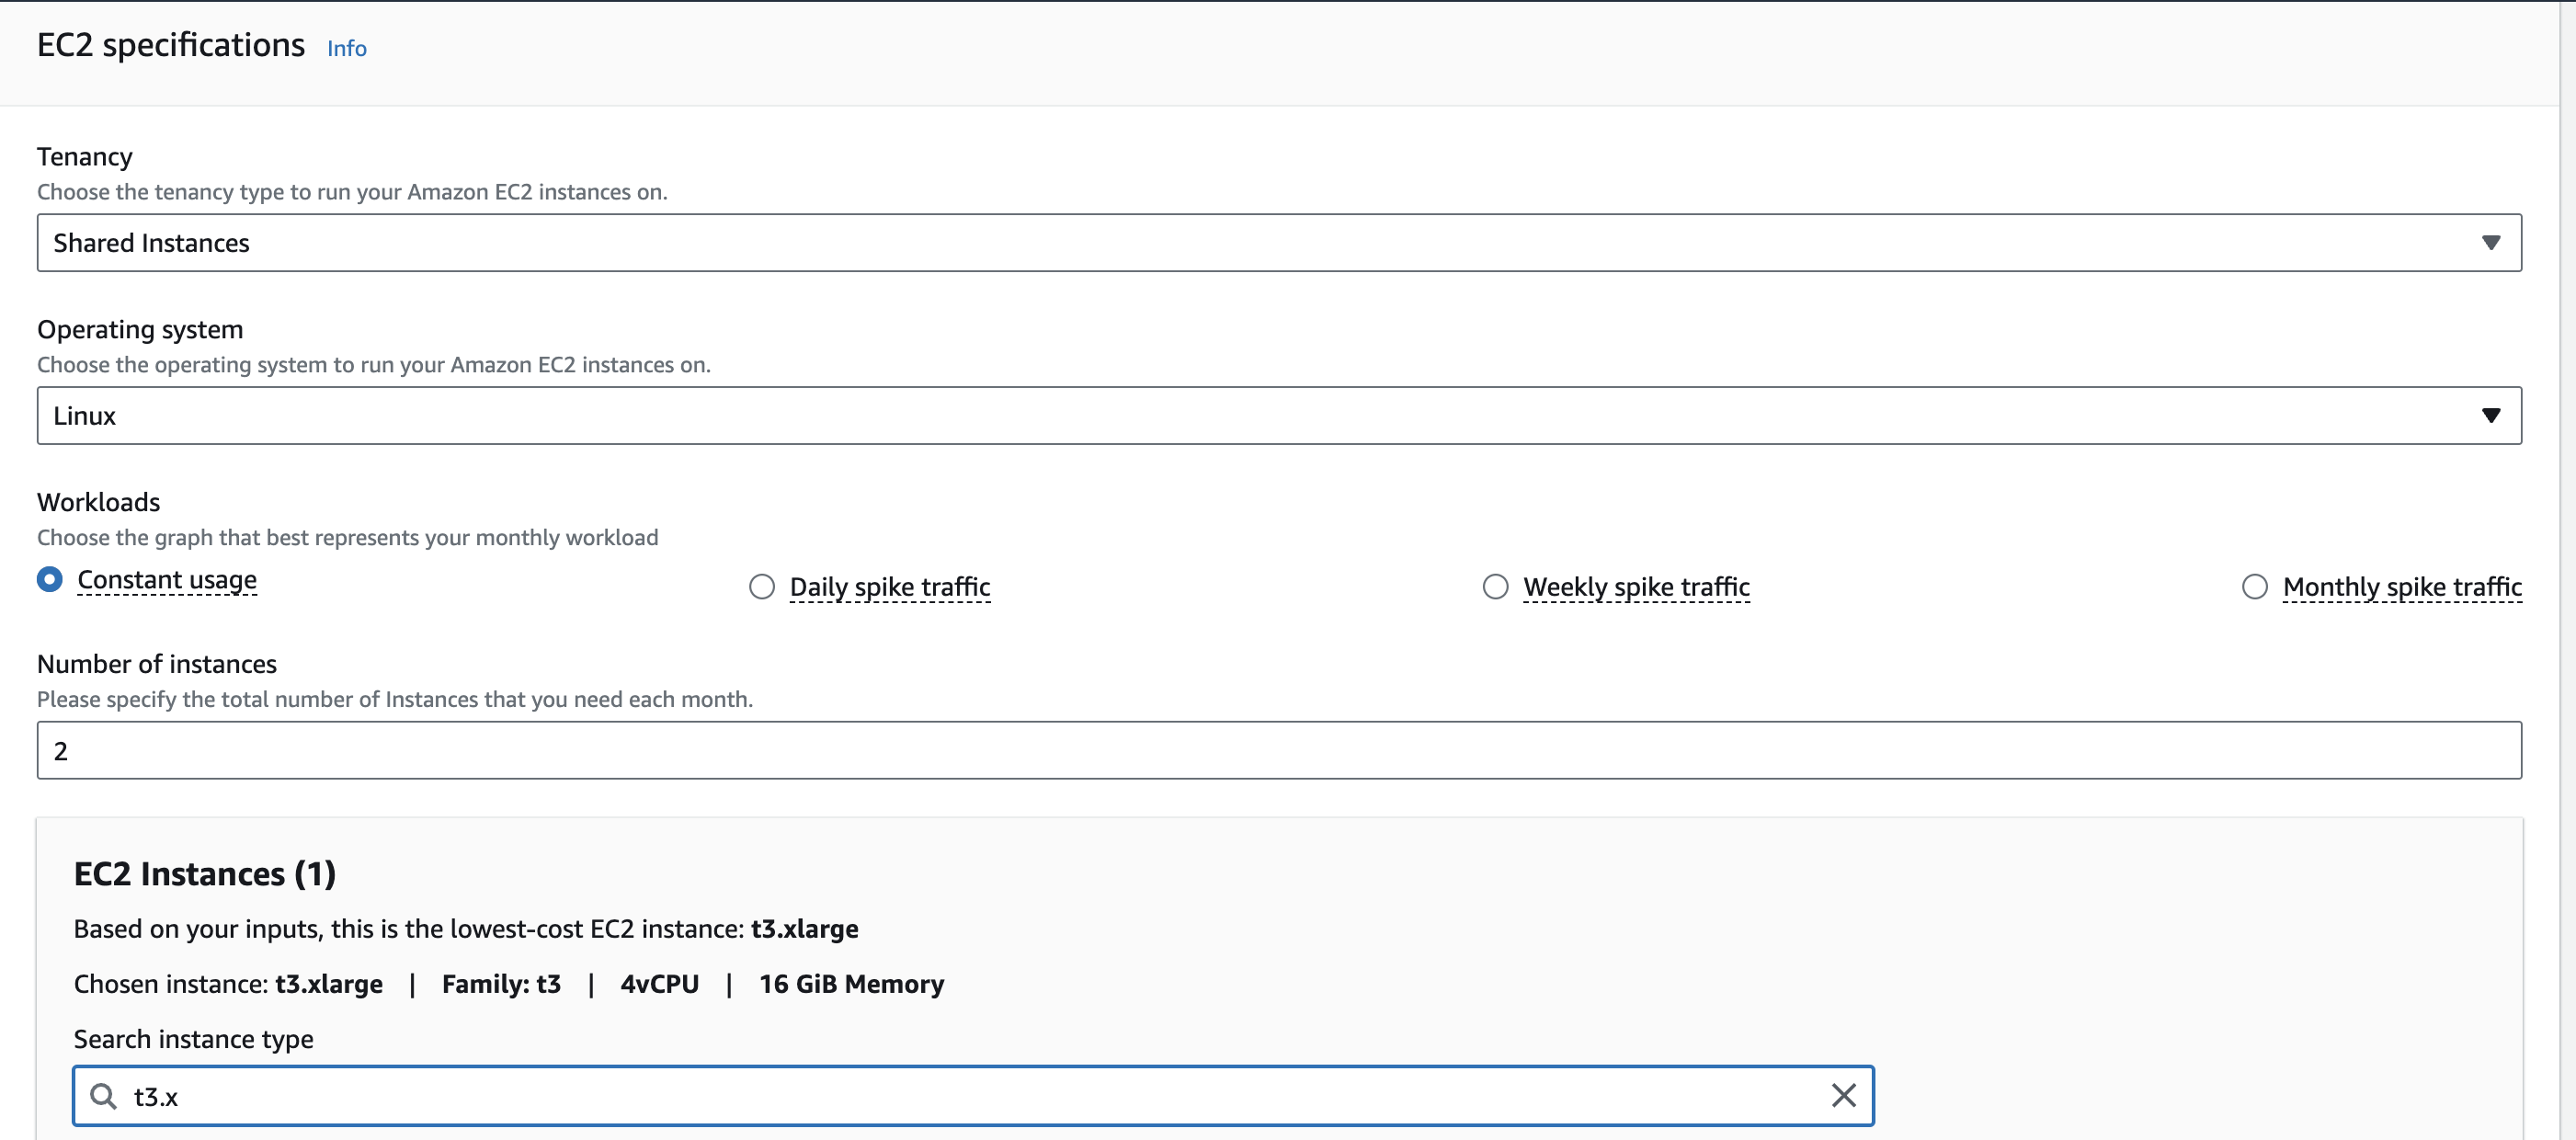 EC2 specifications Info
Tenancy
Choose the tenancy type to run your Amazon EC2 instances on.
Shared Instances
Operating system
Choose the operating system to run your Amazon EC2 instances on.
Linux
Workloads
Choose the graph that best represents your monthly workload
Constant usage Daily spike traffic Weekly spike traffic Monthly spike traffic
Number of instances
Please specify the total number of Instances that you need each month.
2
EC2 Instances (1)
Based on your inputs, this is the lowest-cost EC2 instance: t3.xlarge
Chosen instance: t3.xlarge | Family: t3 | 4vCPU | 16 GiB Memory
Search instance type
t3.x